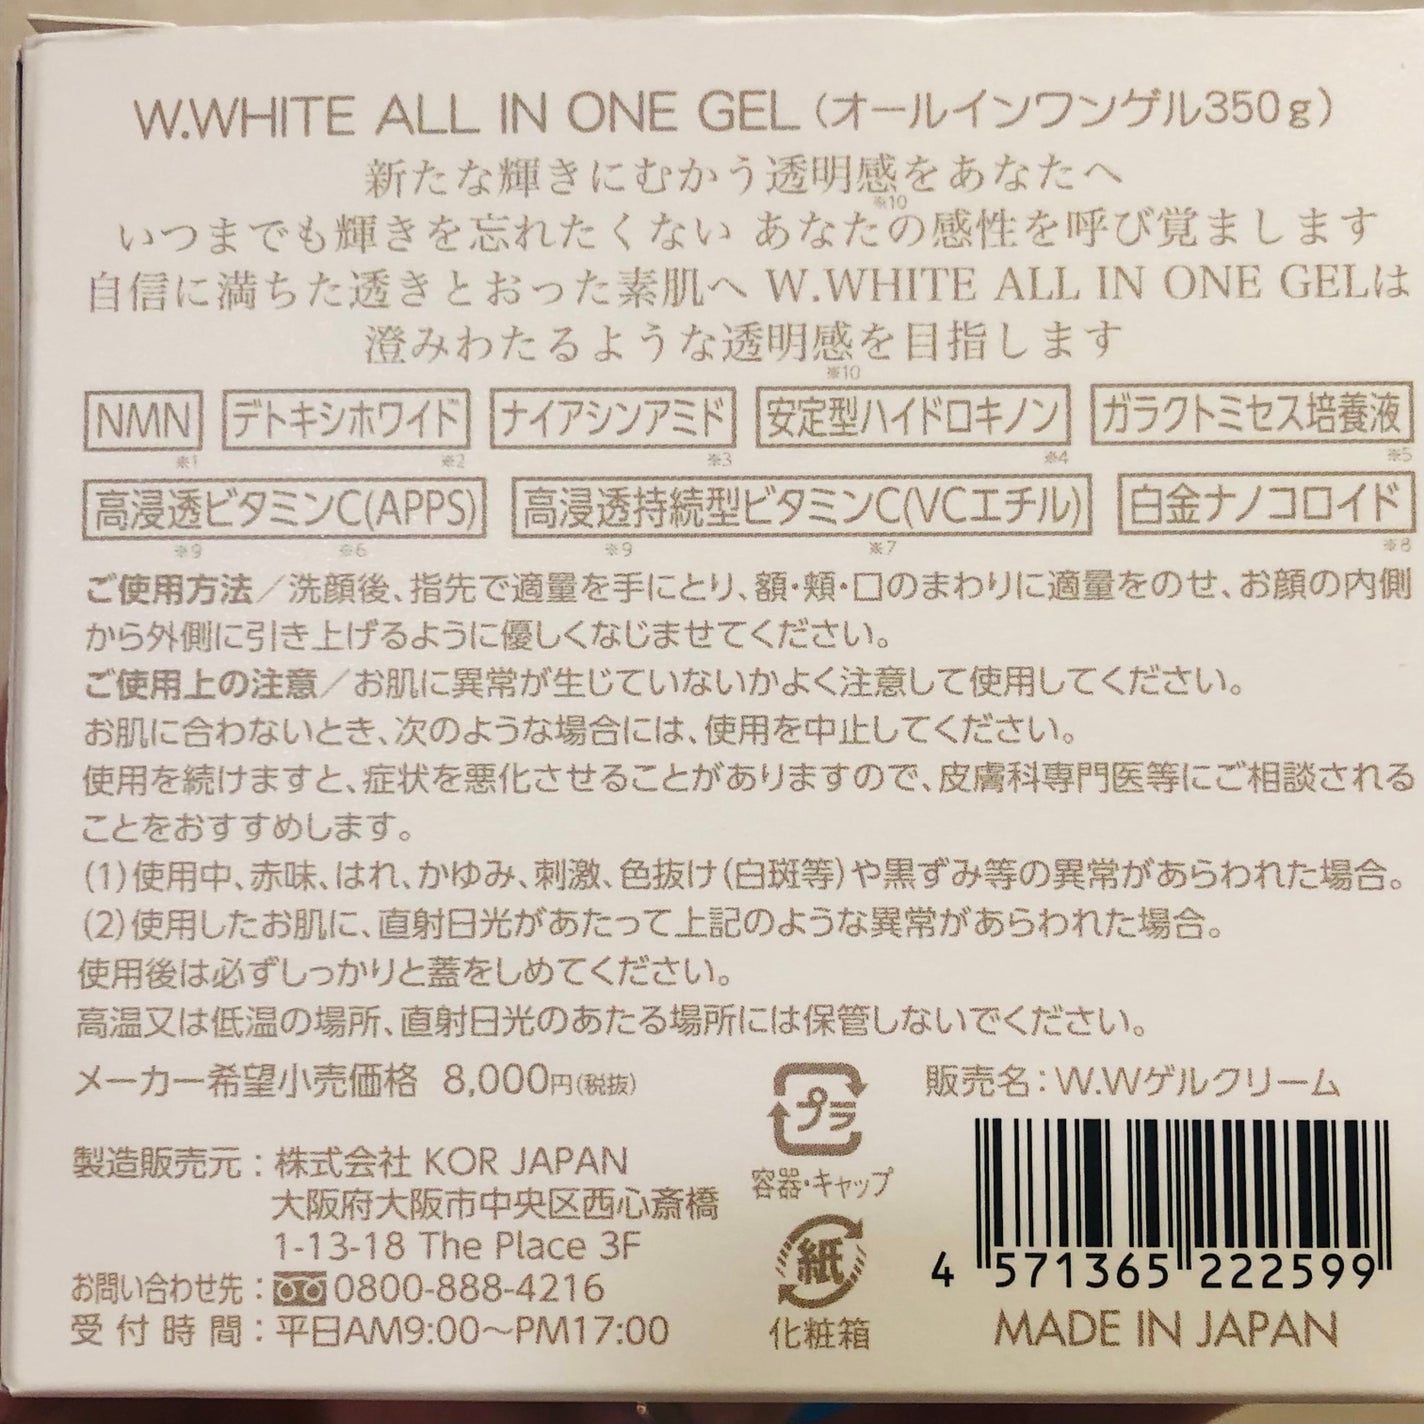 W.WHITE ALL IN ONE GEL（オールインワンゲル350g）
新たな輝きにむかう透明感をあなたへ
※10
いつまでも輝きを忘れたくない あなたの感性を呼び覚まします
自信に満ちた透きとおった素肌へ W.WHITE ALL IN ONE GELは
澄みわたるような透明感を目指します
※10
NMN デトキシホワイト™ ナイアシンアミド 安定型ハイドロキノン ガラクトミセス培養液
※1 ※2 ※3 ※4 ※5
高浸透ビタミンC(APPS) 高浸透持続型ビタミンC(VCエチル) 白金ナノコロイド
※9 ※6 ※9 ※7 ※8
ご使用方法／洗顔後、指先で適量を手にとり、額・頬・口のまわりに適量をのせ、お顔の内側
から外側に引き上げるように優しくなじませてください。
ご使用上の注意／お肌に異常が生じていないかよく注意して使用してください。
お肌に合わないとき、次のような場合には、使用を中止してください。
使用を続けますと、症状を悪化させることがありますので、皮膚科専門医等にご相談される
ことをおすすめします。
(1)使用中、赤味、はれ、かゆみ、刺激、色抜け（白斑等）や黒ずみ等の異常があらわれた場合。
(2)使用したお肌に、直射日光があたって上記のような異常があらわれた場合。
使用後は必ずしっかりと蓋をしめてください。
高温又は低温の場所、直射日光のあたる場所には保管しないでください。
メーカー希望小売価格 8,000円(税抜)
プラ
容器・キャップ
販売名：W.Wゲルクリーム
製造販売元：株式会社 KOR JAPAN
大阪府大阪市中央区西心斎橋
1-13-18 The Place 3F
お問い合わせ先：0800-888-4216
受付時間：平日AM9:00～PM17:00
紙
化粧箱
4 571365 222599
MADE IN JAPAN